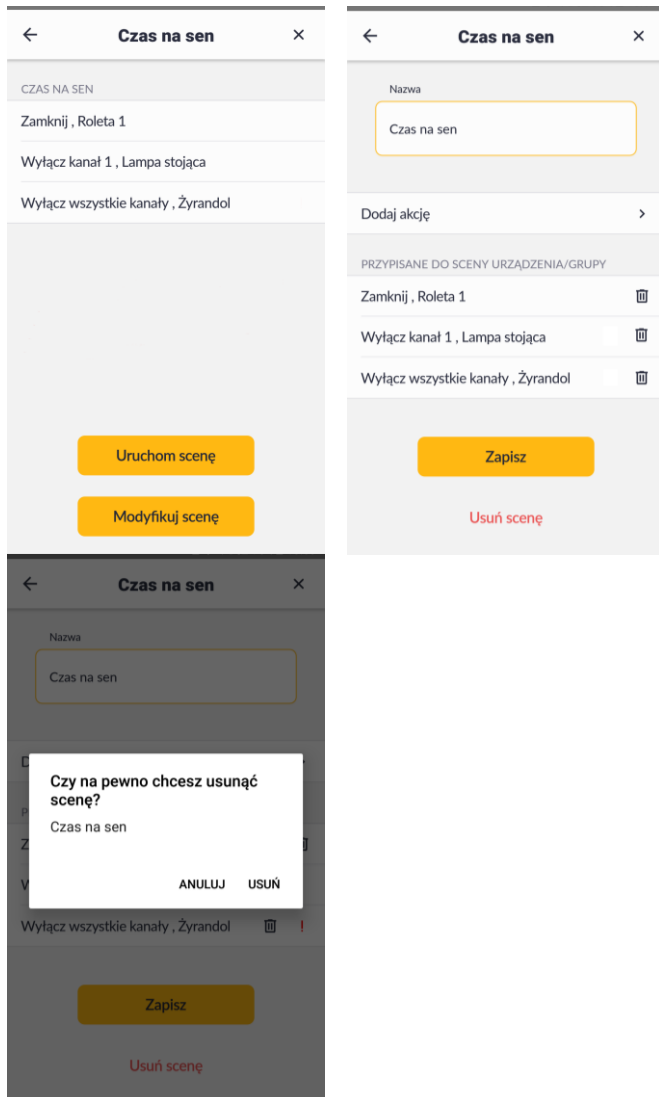 Czas na sen
CZAS NA SEN
Zamknij , Roleta 1
Wyłącz kanał 1 , Lampa stojąca
Wyłącz wszystkie kanały , Żyrandol
Uruchom scenę
Modyfikuj scenę
Czas na sen
Nazwa
Czas na sen
Dodaj akcję
PRZYPISANE DO SCENY URZĄDZENIA/GRUPY
Zamknij , Roleta 1
Wyłącz kanał 1 , Lampa stojąca
Wyłącz wszystkie kanały , Żyrandol
Zapisz
Usuń scenę
Czas na sen
Nazwa
Czas na sen
Czy na pewno chcesz usunąć
scenę?
Czas na sen
ANULUJ USUŃ
Wyłącz wszystkie kanały , Żyrandol !
Zapisz
Usuń scenę